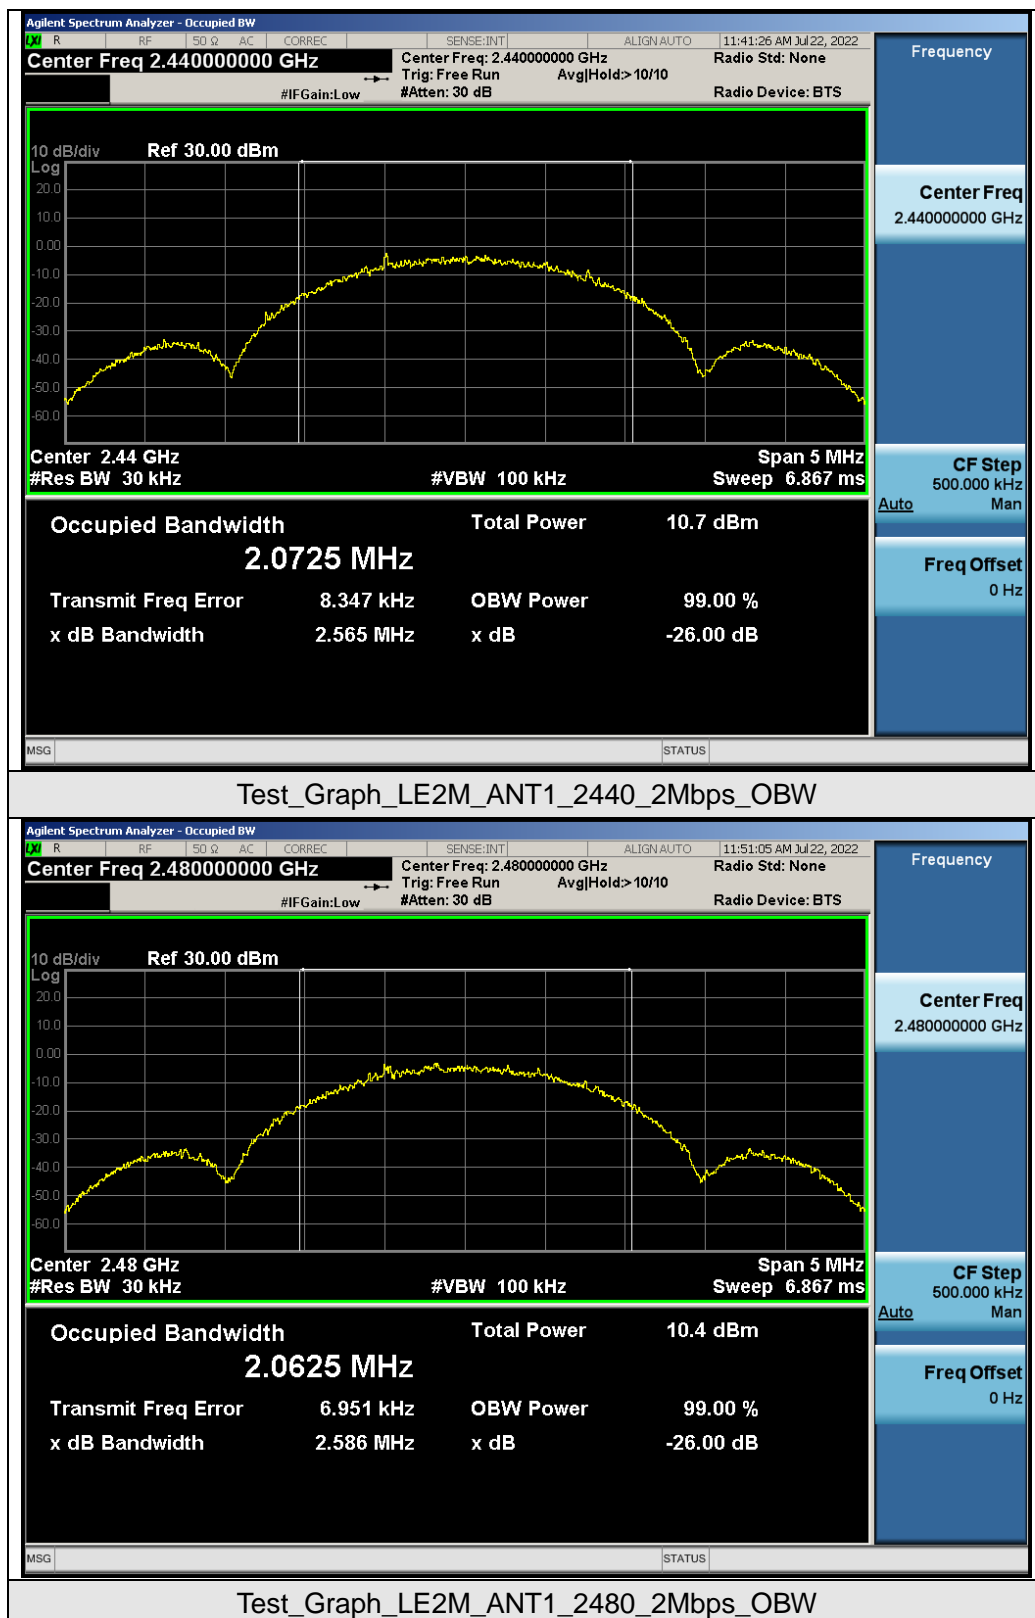 Agilent Spectrum Analyzer - Occupied BW
LXI R RF 50 Ω AC CORREC SENSE:INT ALIGN AUTO 11:41:26 AM Jul 22, 2022
Center Freq 2.440000000 GHz
Center Freq: 2.440000000 GHz
Radio Std: None
Trig: Free Run Avg|Hold:> 10/10
#IFGain:Low
#Atten: 30 dB
Radio Device: BTS
Frequency
10 dB/div Ref 30.00 dBm
Log
20.0
10.0
0.00
-10.0
-20.0
-30.0
-40.0
-50.0
-60.0
Center 2.44 GHz Span 5 MHz
#Res BW 30 kHz #VBW 100 kHz Sweep 6.867 ms
Center Freq
2.440000000 GHz
CF Step
500.000 kHz
Auto Man
Freq Offset
0 Hz
Occupied Bandwidth Total Power 10.7 dBm
2.0725 MHz
Transmit Freq Error 8.347 kHz OBW Power 99.00 %
x dB Bandwidth 2.565 MHz x dB -26.00 dB
MSG STATUS
Test_Graph_LE2M_ANT1_2440_2Mbps_OBW
Agilent Spectrum Analyzer - Occupied BW
LXI R RF 50 Ω AC CORREC SENSE:INT ALIGN AUTO 11:51:05 AM Jul 22, 2022
Center Freq 2.480000000 GHz
Center Freq: 2.480000000 GHz
Radio Std: None
Trig: Free Run Avg|Hold:> 10/10
#IFGain:Low
#Atten: 30 dB
Radio Device: BTS
Frequency
10 dB/div Ref 30.00 dBm
Log
20.0
10.0
0.00
-10.0
-20.0
-30.0
-40.0
-50.0
-60.0
Center 2.48 GHz Span 5 MHz
#Res BW 30 kHz #VBW 100 kHz Sweep 6.867 ms
Center Freq
2.480000000 GHz
CF Step
500.000 kHz
Auto Man
Freq Offset
0 Hz
Occupied Bandwidth Total Power 10.4 dBm
2.0625 MHz
Transmit Freq Error 6.951 kHz OBW Power 99.00 %
x dB Bandwidth 2.586 MHz x dB -26.00 dB
MSG STATUS
Test_Graph_LE2M_ANT1_2480_2Mbps_OBW